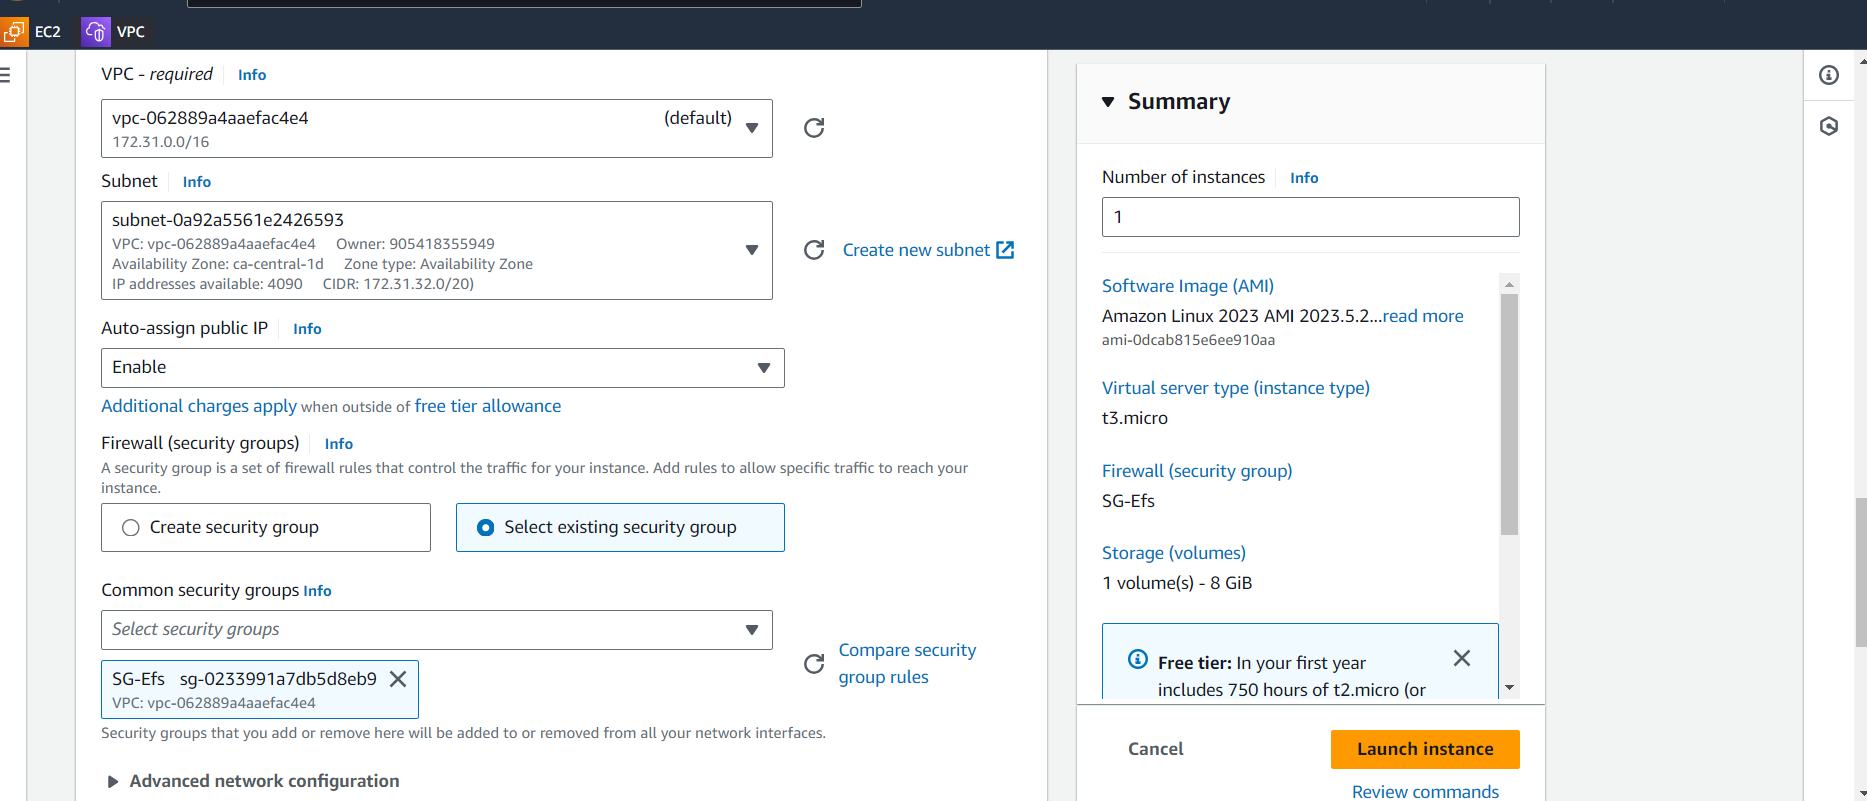 EC2 VPC
VPC - required Info
vpc-062889a4aaefac4e4 (default)
172.31.0.0/16
Subnet Info
subnet-0a92a5561e2426593
VPC: vpc-062889a4aaefac4e4 Owner: 905418355949
Availability Zone: ca-central-1d Zone type: Availability Zone
IP addresses available: 4090 CIDR: 172.31.32.0/20)
Create new subnet
Auto-assign public IP Info
Enable
Additional charges apply when outside of free tier allowance
Firewall (security groups) Info
A security group is a set of firewall rules that control the traffic for your instance. Add rules to allow specific traffic to reach your
instance.
Create security group
Select existing security group
Common security groups Info
Select security groups
SG-Efs sg-0233991a7db5d8eb9
VPC: vpc-062889a4aaefac4e4
Compare security
group rules
Security groups that you add or remove here will be added to or removed from all your network interfaces.
Advanced network configuration
Summary
Number of instances Info
1
Software Image (AMI)
Amazon Linux 2023 AMI 2023.5.2...read more
ami-0dcab815e6ee910aa
Virtual server type (instance type)
t3.micro
Firewall (security group)
SG-Efs
Storage (volumes)
1 volume(s) - 8 GiB
Free tier: In your first year
includes 750 hours of t2.micro (or
Cancel
Launch instance
Review commands